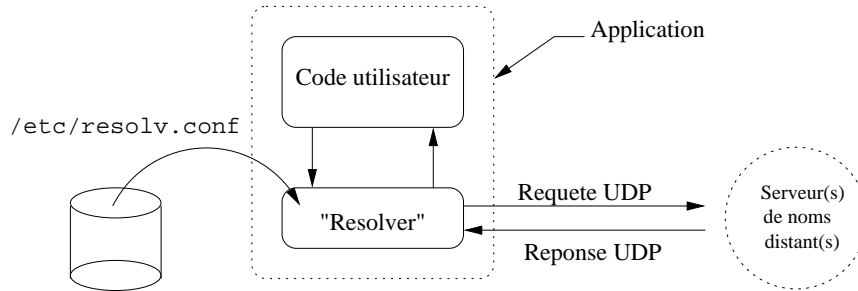 Application
Code utilisateur
/etc/resolv.conf
"Resolver"
Requete UDP
Reponse UDP
Serveur(s)
de noms
distant(s)